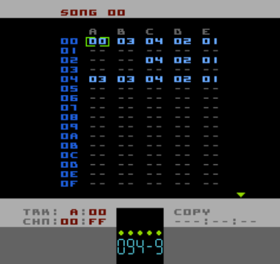 SONG 00
A B C D E
00 00 03 04 02 01
01 -- -- -- -- --
02 -- -- 04 02 01
03 -- -- -- -- --
04 03 03 04 02 01
05 -- -- -- -- --
06 -- -- -- -- --
07 -- -- -- -- --
08 -- -- -- -- --
09 -- -- -- -- --
0A -- -- -- -- --
0B -- -- -- -- --
0C -- -- -- -- --
0D -- -- -- -- --
0E -- -- -- -- --
0F -- -- -- -- --
TRK: A:00 COPY
CHN:00:FF ---:--:--
094-9